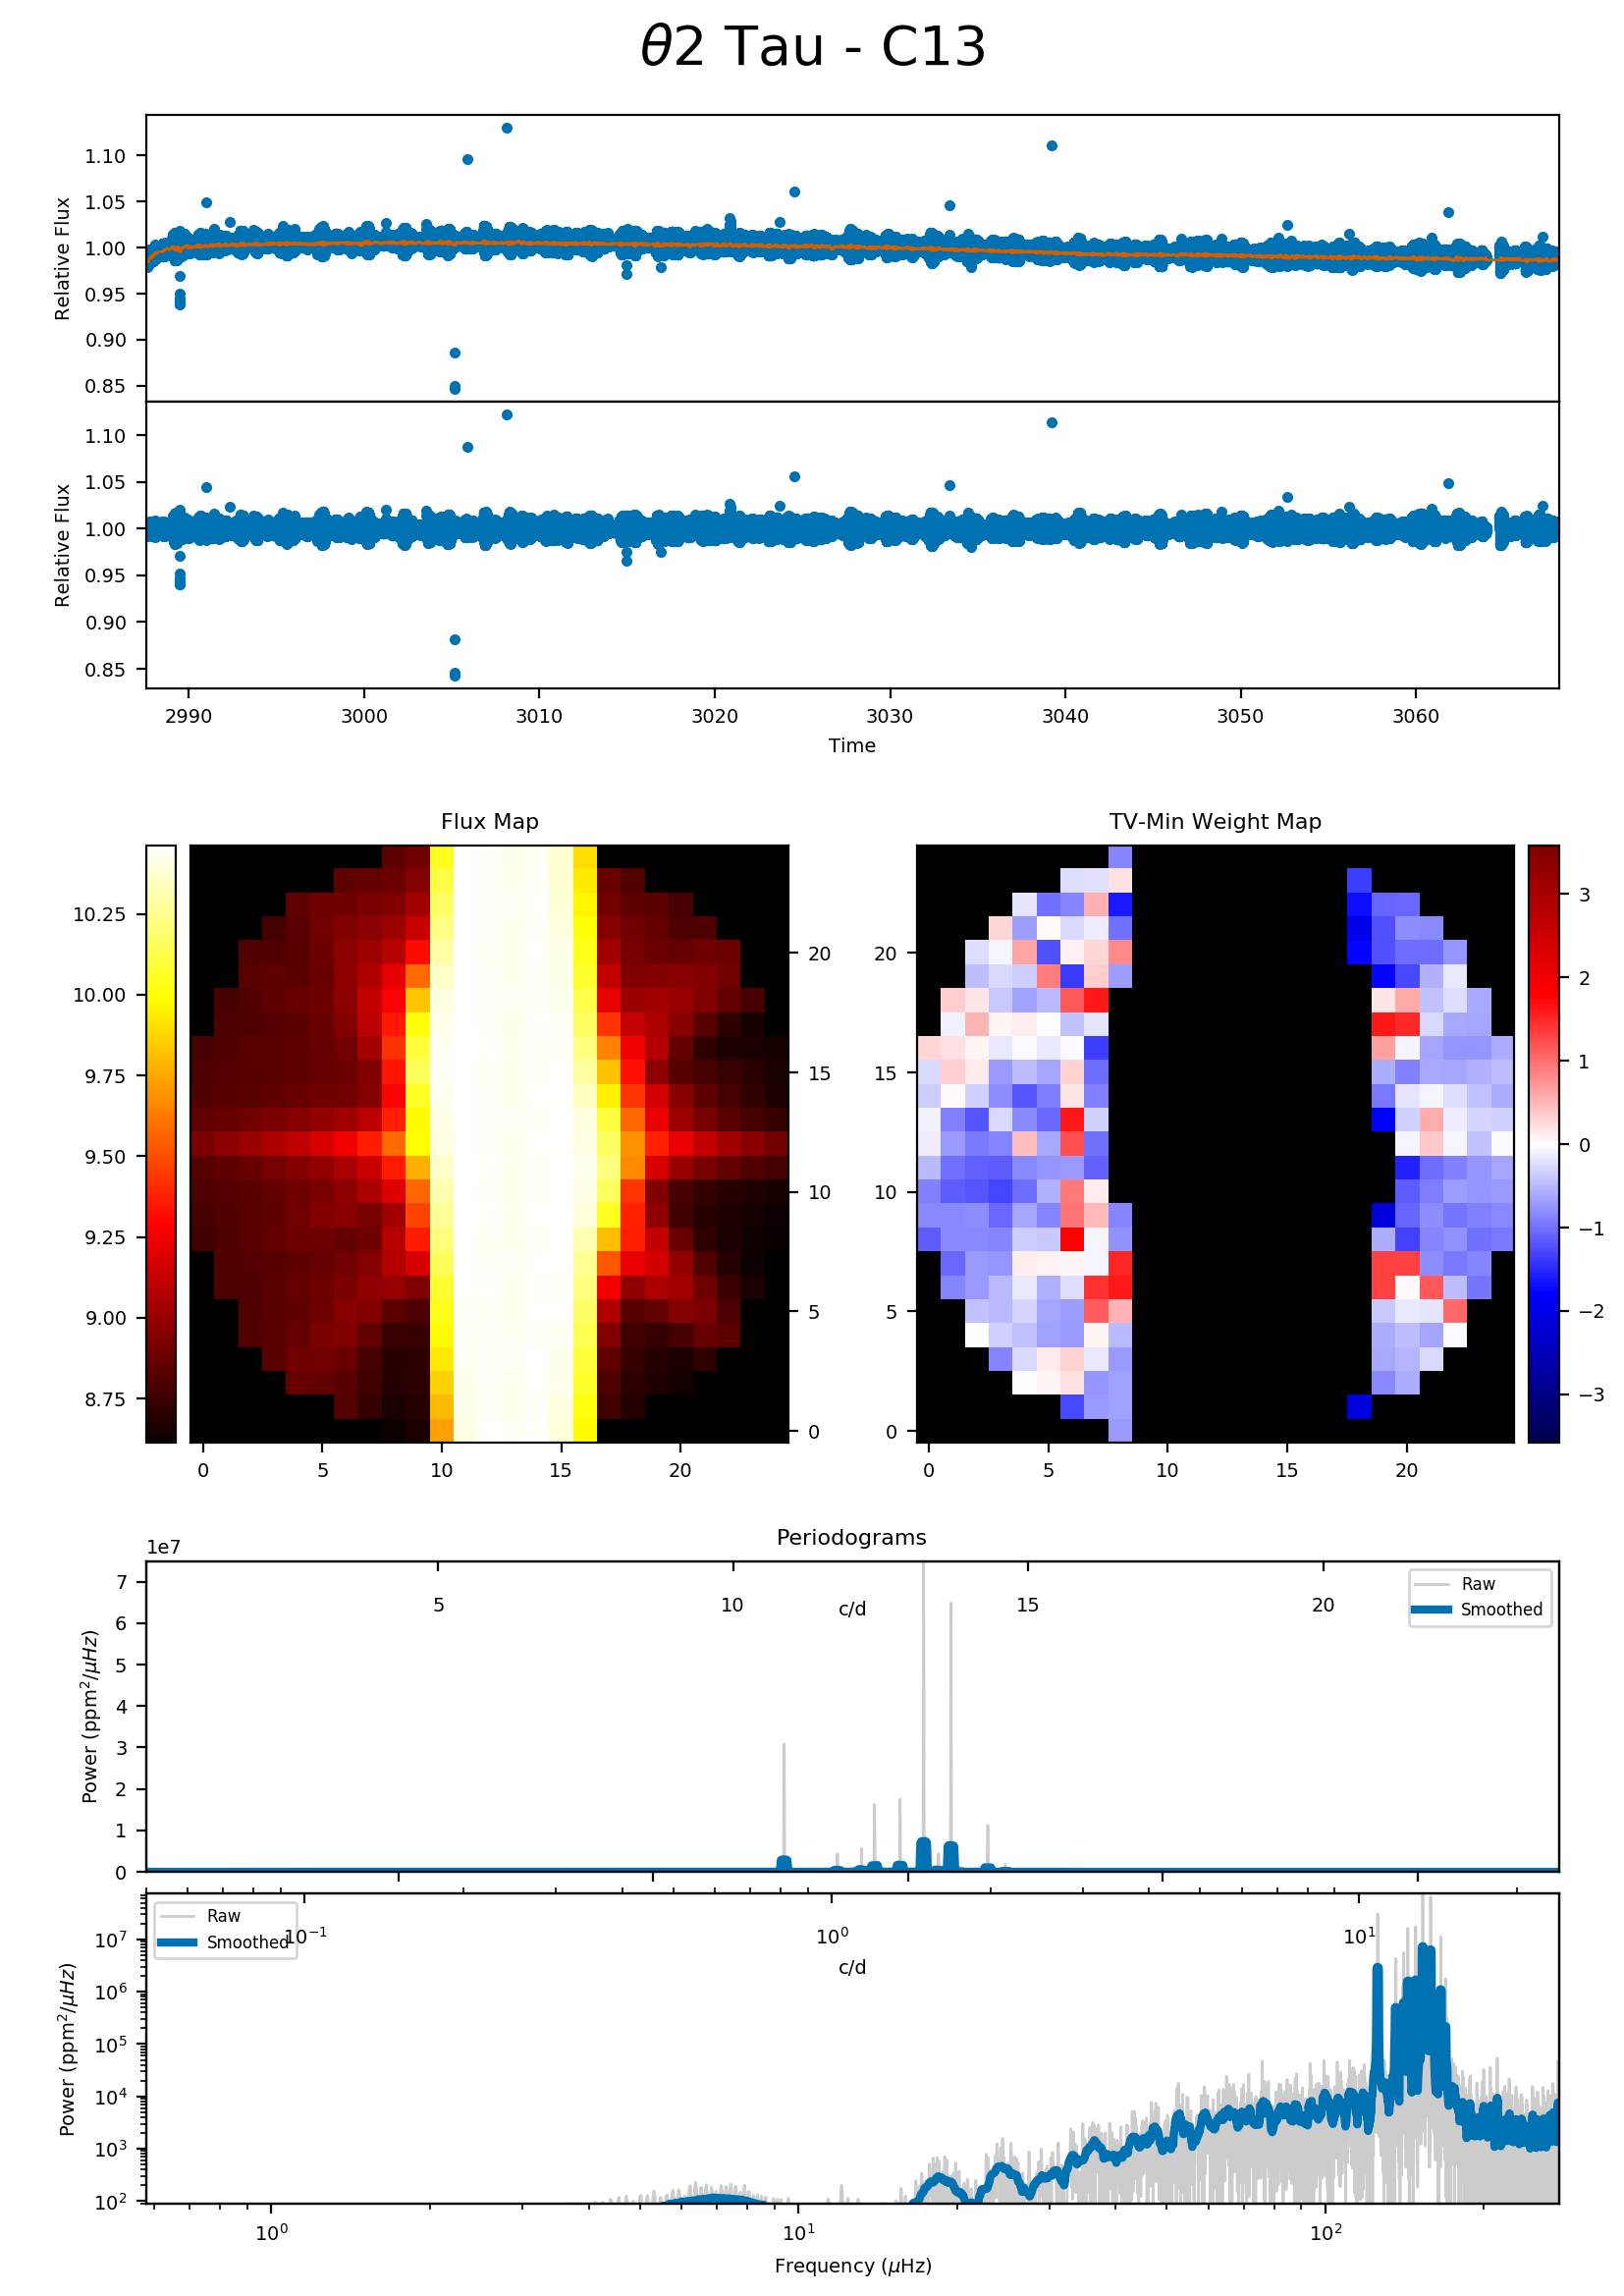 θ2 Tau - C13
1.10
1.05
1.00
0.95
0.90
0.85
Relative Flux
1.10
1.05
1.00
0.95
0.90
0.85
Relative Flux
2990 3000 3010 3020 3030 3040 3050 3060
Time
Flux Map
TV-Min Weight Map
10.25
10.00
9.75
9.50
9.25
9.00
8.75
20
15
10
5
0
0 5 10 15 20
20
15
10
5
0
0 5 10 15 20
3
2
1
0
−1
−2
−3
Periodograms
1e7
7
6
5
4
3
2
1
0
Power (ppm²/μHz)
5 10 15 20
c/d
Raw
Smoothed
Raw
Smoothed
10⁻¹ 10⁰ 10¹
c/d
10⁷
10⁶
10⁵
10⁴
10³
10²
Power (ppm²/μHz)
10⁰ 10¹ 10²
Frequency (μHz)